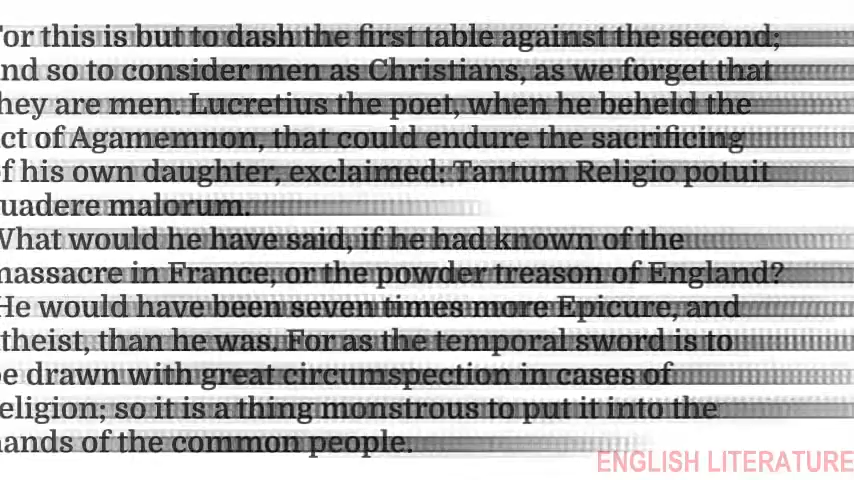 or this is but to dash the first table against the second;
nd so to consider men as Christians, as we forget that
hey are men. Lucretius the poet, when he beheld the
ct of Agamemnon, that could endure the sacrificing
f his own daughter, exclaimed: Tantum Religio potuit
uadere malorum.
What would he have said, if he had known of the
massacre in France, or the powder treason of England?
He would have been seven times more Epicure, and
theist, than he was. For as the temporal sword is to
be drawn with great circumspection in cases of
eligion; so it is a thing monstrous to put it into the
hands of the common people.
ENGLISH LITERATURE